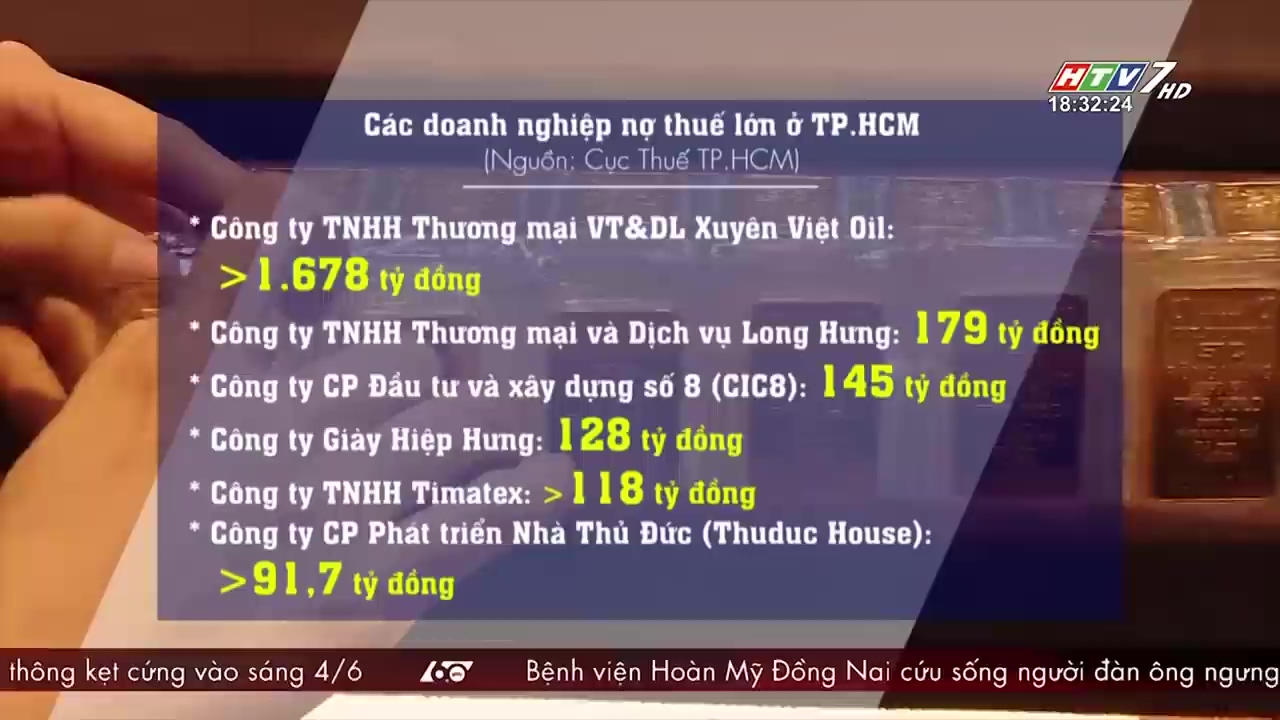 HTV7 HD
18:32:24
Các doanh nghiệp nợ thuế lớn ở TP.HCM
(Nguồn: Cục Thuế TP.HCM)
* Công ty TNHH Thương mại VT&DL Xuyên Việt Oil:
> 1.678 tỷ đồng
* Công ty TNHH Thương mại và Dịch vụ Long Hưng: 179 tỷ đồng
* Công ty CP Đầu tư và xây dựng số 8 (CIC8): 145 tỷ đồng
* Công ty Giày Hiệp Hưng: 128 tỷ đồng
* Công ty TNHH Timatex: > 118 tỷ đồng
* Công ty CP Phát triển Nhà Thủ Đức (Thuduc House):
> 91,7 tỷ đồng
thông kẹt cứng vào sáng 4/6 60 Bệnh viện Hoàn Mỹ Đồng Nai cứu sống người đàn ông ngưng